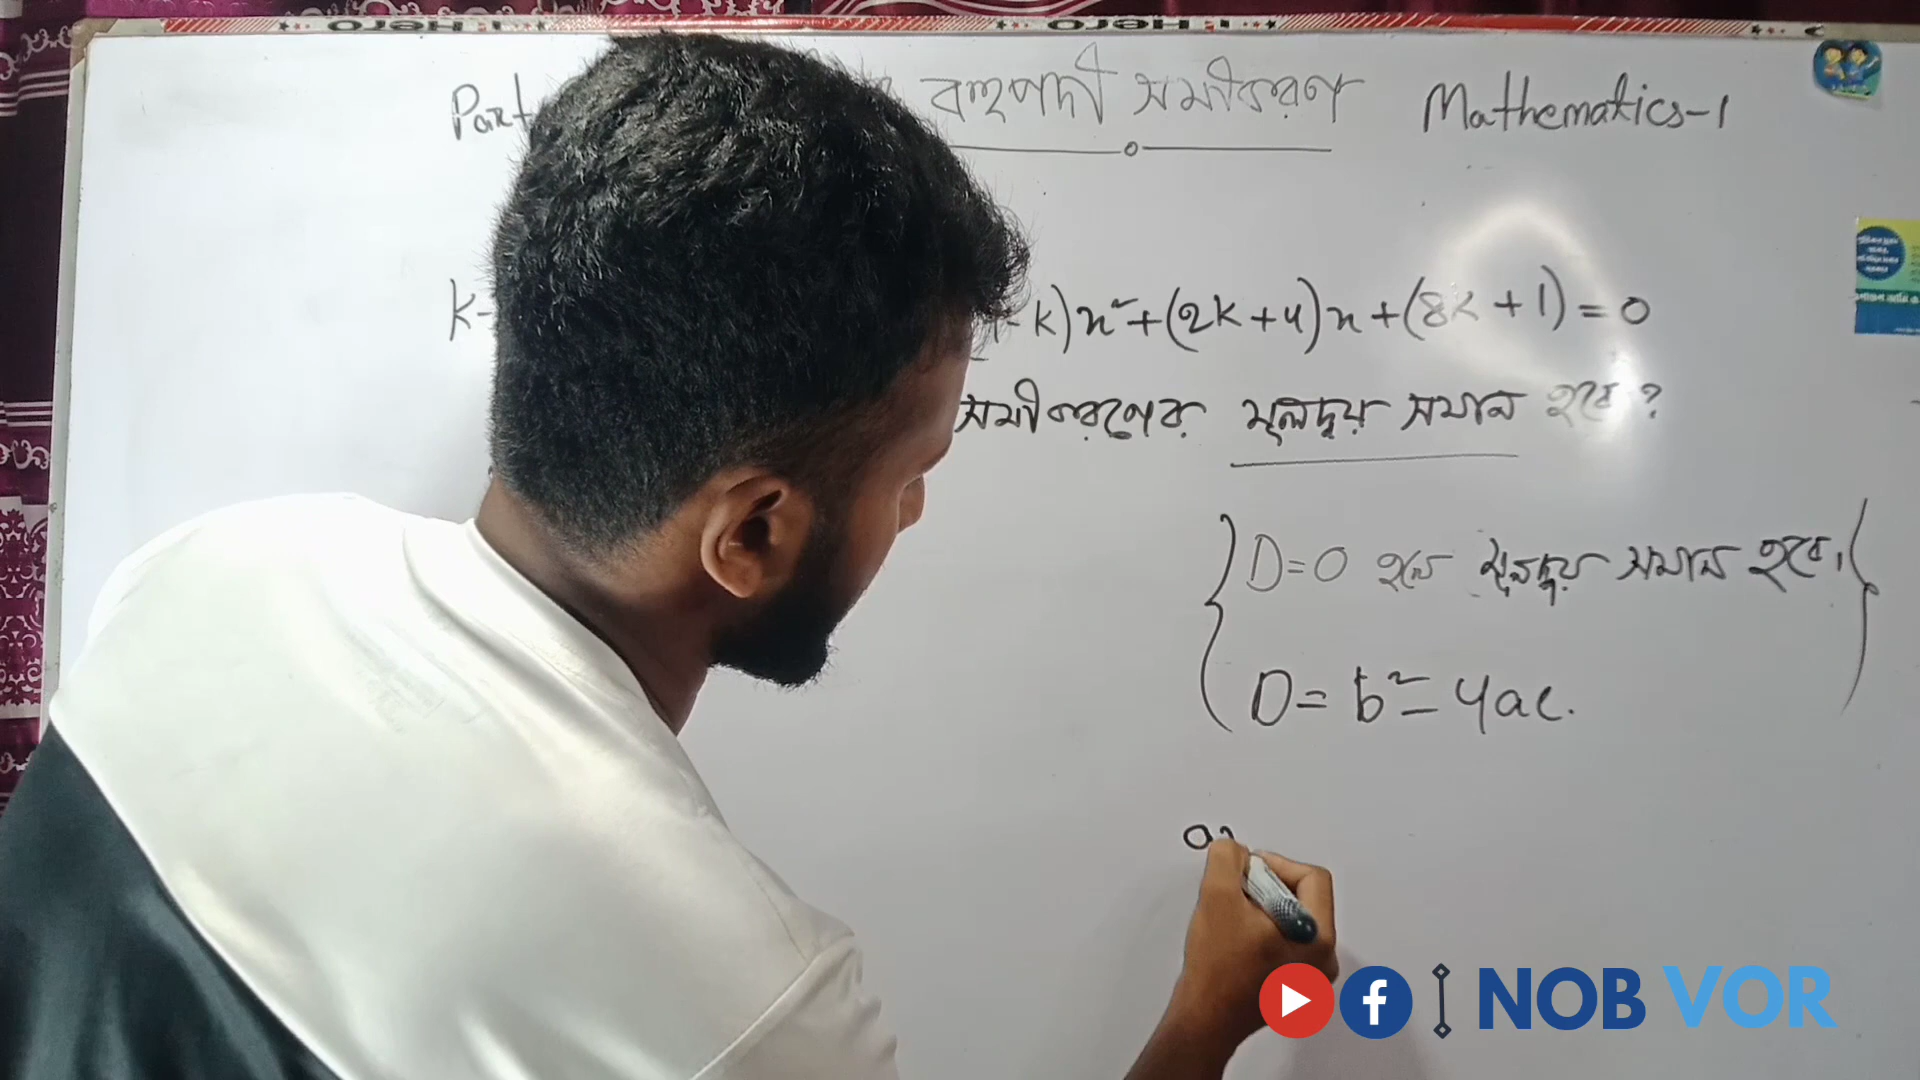 Part বহুপদী সমীকরণ Mathematics-1
k- -k)x²+(2k+4)x+(8k+1)=0
সমীকরণের মূলদ্বয় সমান হবে?
{D=0 হলে মূলদ্বয় সমান হবে।}
D= b²-4ac.
NOB VOR